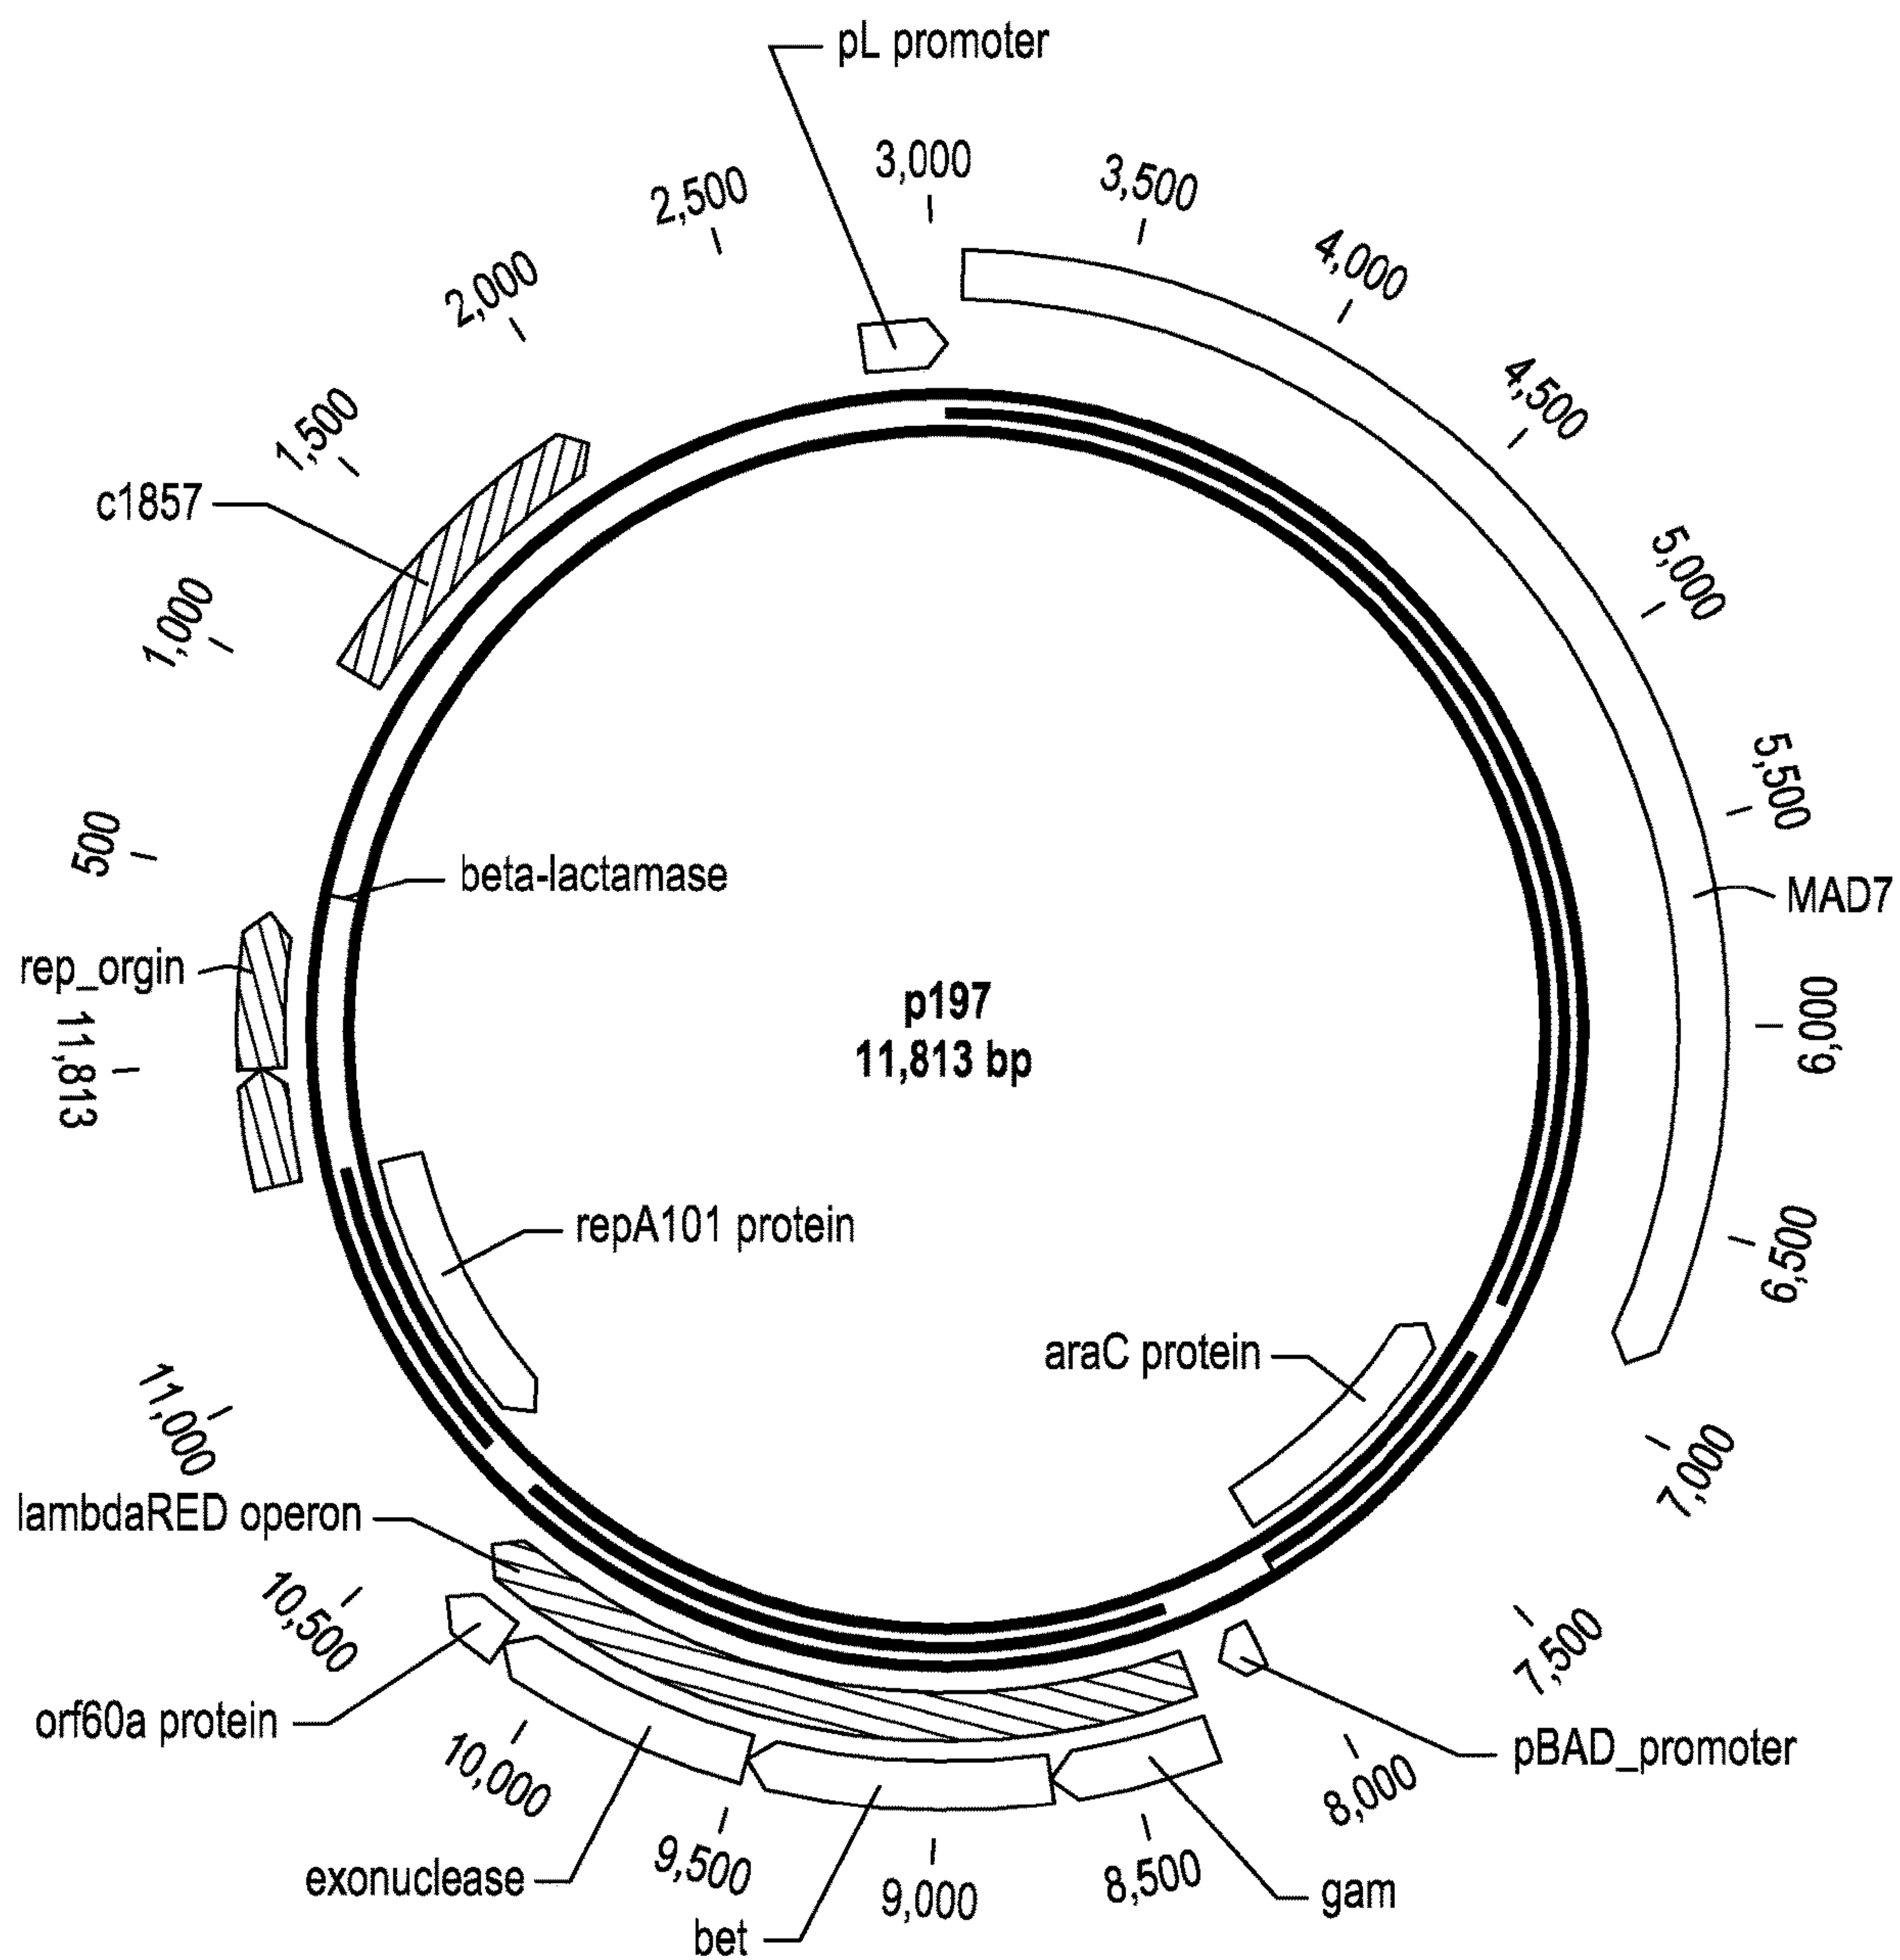 pL promoter
3,000
3,500
4,000
4,500
5,000
5,500
MAD7
6,000
6,500
7,000
7,500
pBAD_promoter
8,000
8,500
gam
9,000
bet
9,500
exonuclease
10,000
orf60a protein
10,500
lambdaRED operon
11,000
11,813
rep_orgin
500
1,000
c1857
1,500
2,000
2,500
beta-lactamase
p197
11,813 bp
repA101 protein
araC protein